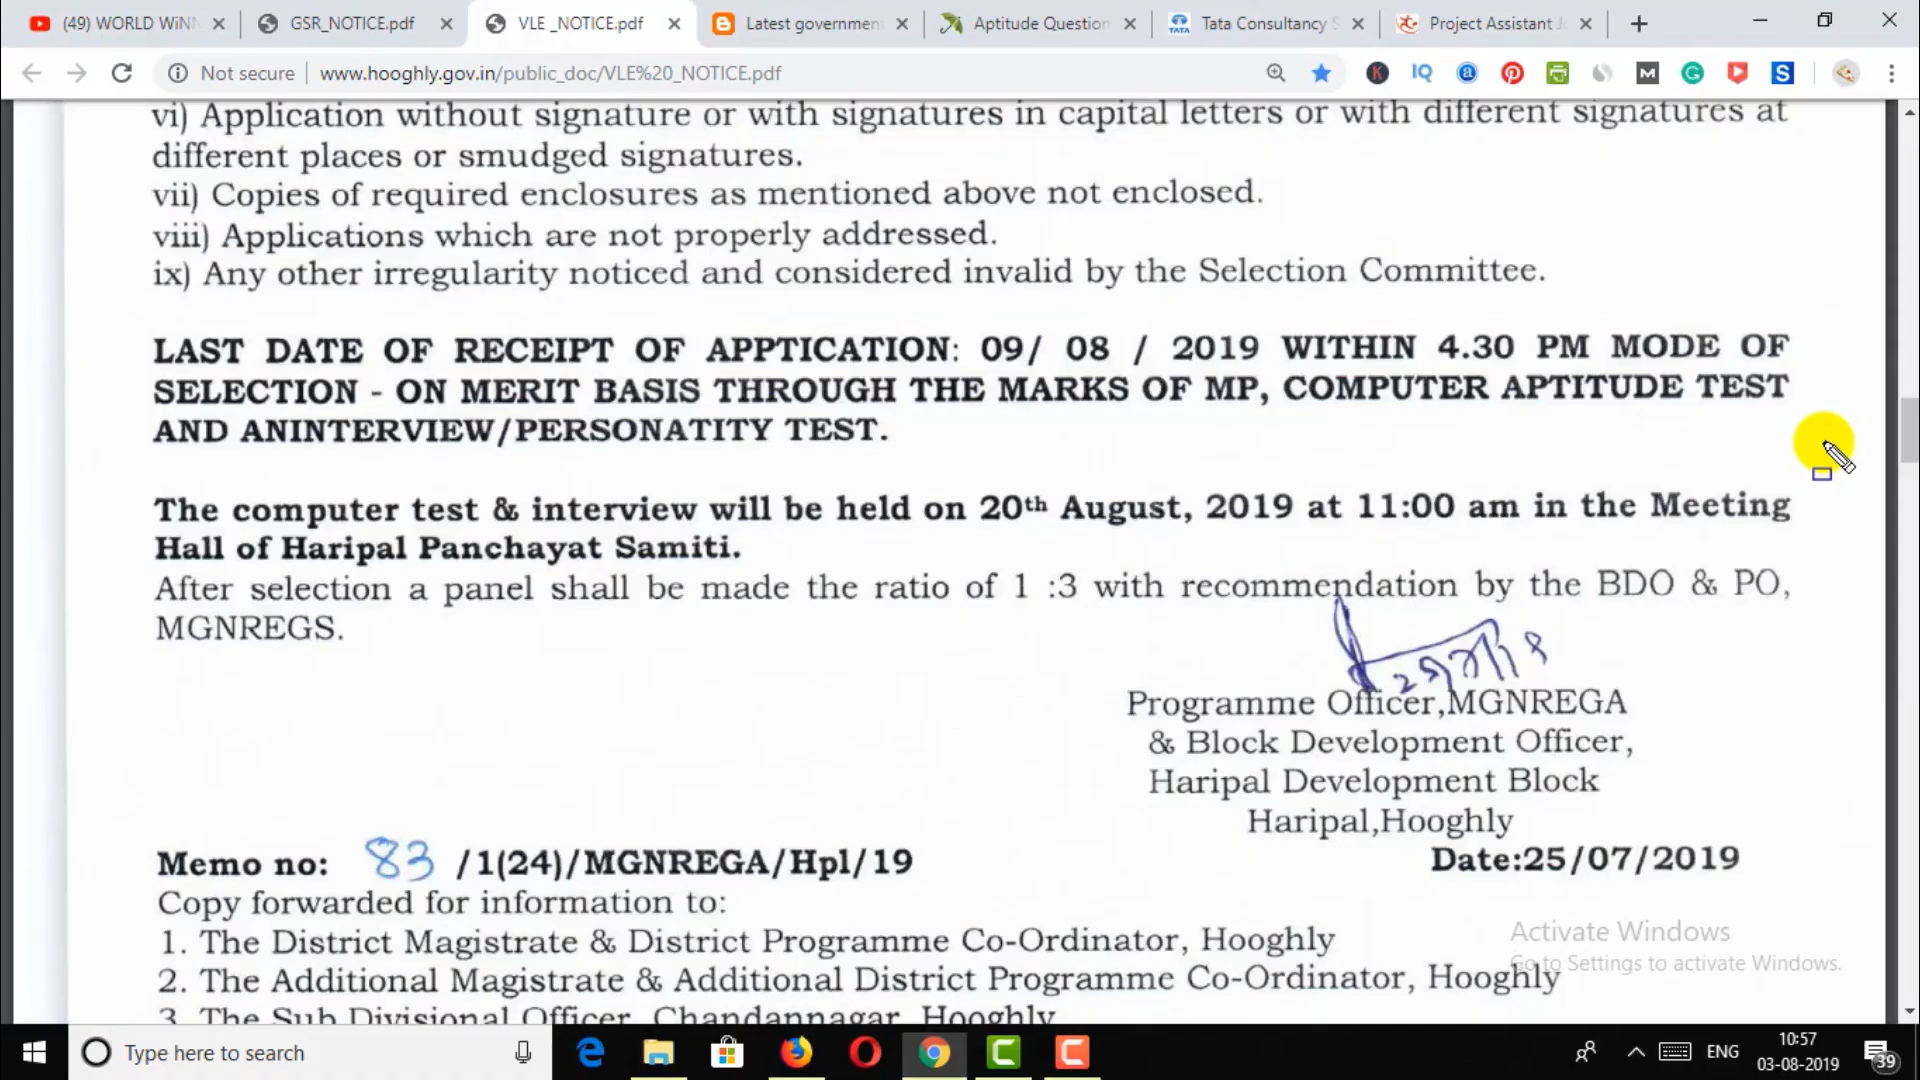 (49) WORLD WiNN
GSR_NOTICE.pdf
VLE _NOTICE.pdf
Latest government
Aptitude Question
Tata Consultancy S
Project Assistant Jo
Not secure
www.hooghly.gov.in/public_doc/VLE%20_NOTICE.pdf
vi) Application without signature or with signatures in capital letters or with different signatures at
different places or smudged signatures.
vii) Copies of required enclosures as mentioned above not enclosed.
viii) Applications which are not properly addressed.
ix) Any other irregularity noticed and considered invalid by the Selection Committee.
LAST DATE OF RECEIPT OF APPTICATION: 09/ 08 / 2019 WITHIN 4.30 PM MODE OF
SELECTION - ON MERIT BASIS THROUGH THE MARKS OF MP, COMPUTER APTITUDE TEST
AND ANINTERVIEW/PERSONATITY TEST.
The computer test & interview will be held on 20th August, 2019 at 11:00 am in the Meeting
Hall of Haripal Panchayat Samiti.
After selection a panel shall be made the ratio of 1 :3 with recommendation by the BDO & PO,
MGNREGS.
Programme Officer,MGNREGA
& Block Development Officer,
Haripal Development Block
Haripal,Hooghly
Memo no: 83 /1(24)/MGNREGA/Hpl/19
Date:25/07/2019
Copy forwarded for information to:
1. The District Magistrate & District Programme Co-Ordinator, Hooghly
2. The Additional Magistrate & Additional District Programme Co-Ordinator, Hooghly
3. The Sub Divisional Officer, Chandannagar, Hooghly
Activate Windows
Go to Settings to activate Windows.
Type here to search
ENG
10:57
03-08-2019
39